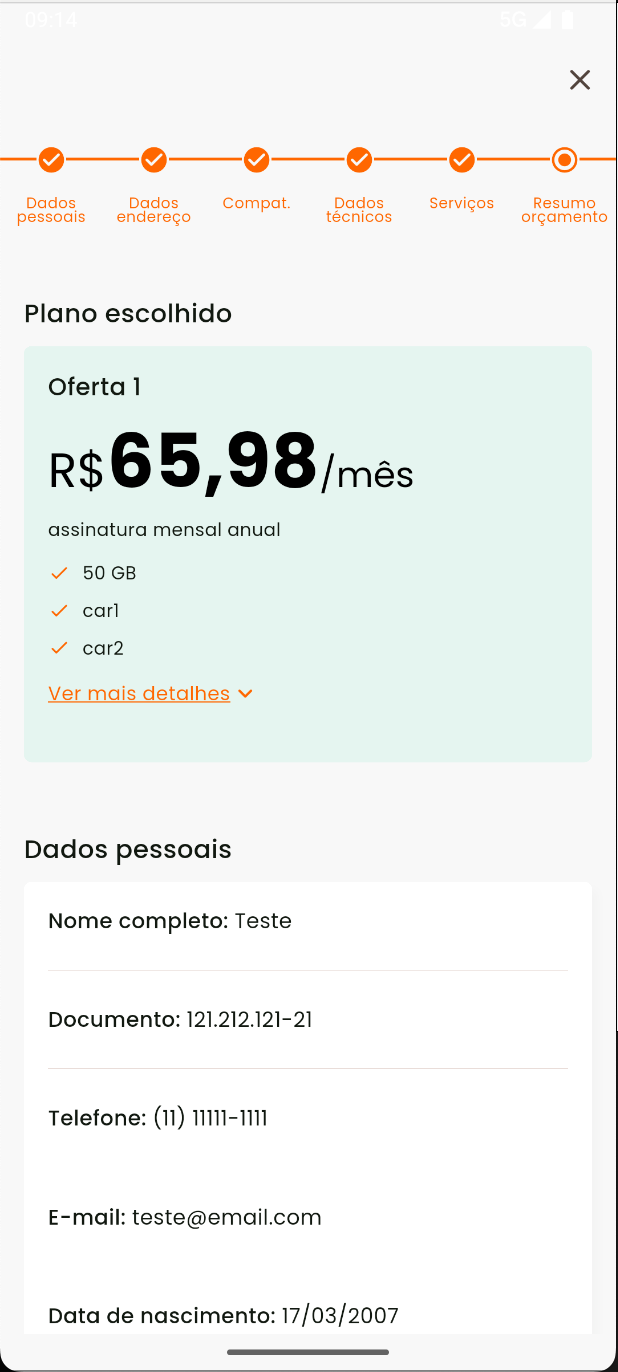 09:14 5G
Dados pessoais
Dados endereço
Compat.
Dados técnicos
Serviços
Resumo orçamento
Plano escolhido
Oferta 1
R$65,98/mês
assinatura mensal anual
50 GB
car1
car2
Ver mais detalhes
Dados pessoais
Nome completo: Teste
Documento: 121.212.121-21
Telefone: (11) 11111-1111
E-mail: teste@email.com
Data de nascimento: 17/03/2007